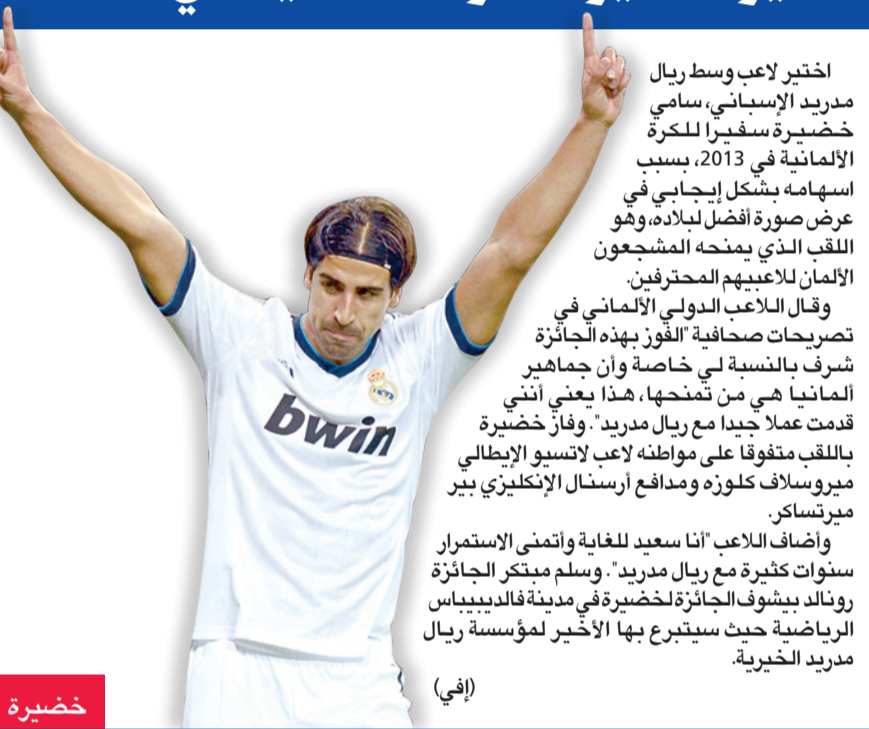 اختير لاعب وسط ريال
مدريد الإسباني، سامي
خضيرة سفيرا للكرة
الألمانية في 2013، بسبب
اسهامه بشكل إيجابي في
عرض صورة أفضل لبلاده، وهو
اللقب الذي يمنحه المشجعون
الألمان للاعبيهم المحترفين.
وقال اللاعب الدولي الألماني في
تصريحات صحافية "الفوز بهذه الجائزة
شرف بالنسبة لي خاصة وأن جماهير
ألمانيا هي من تمنحها، هذا يعني أنني
قدمت عملا جيدا مع ريال مدريد". وفاز خضيرة
باللقب متفوقا على مواطنه لاعب لاتسيو الإيطالي
ميروسلاف كلوزه ومدافع أرسنال الإنكليزي بير
ميرتساكر.
وأضاف اللاعب "أنا سعيد للغاية وأتمنى الاستمرار
سنوات كثيرة مع ريال مدريد". وسلم مبتكر الجائزة
رونالد بيشوف الجائزة لخضيرة في مدينة فالديبيباس
الرياضية حيث سيتبرع بها الأخير لمؤسسة ريال
مدريد الخيرية.
(إفي)
bwin
خضيرة